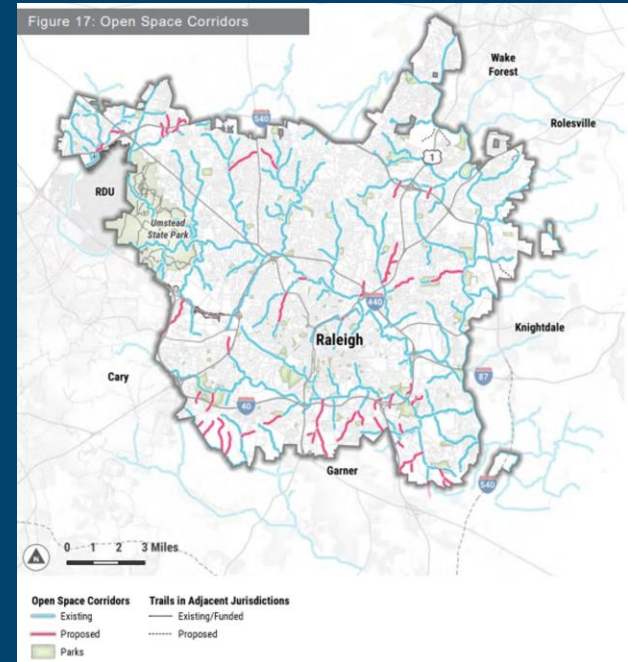 Figure 17: Open Space Corridors
Wake
Forest
540
Rolesville
1
RDU
Umstead
State Park
440
Raleigh
Knightdale
87
Cary
40
Garner
540
N
0 1 2 3 Miles
Open Space Corridors
Existing
Proposed
Parks
Trails in Adjacent Jurisdictions
Existing/Funded
Proposed